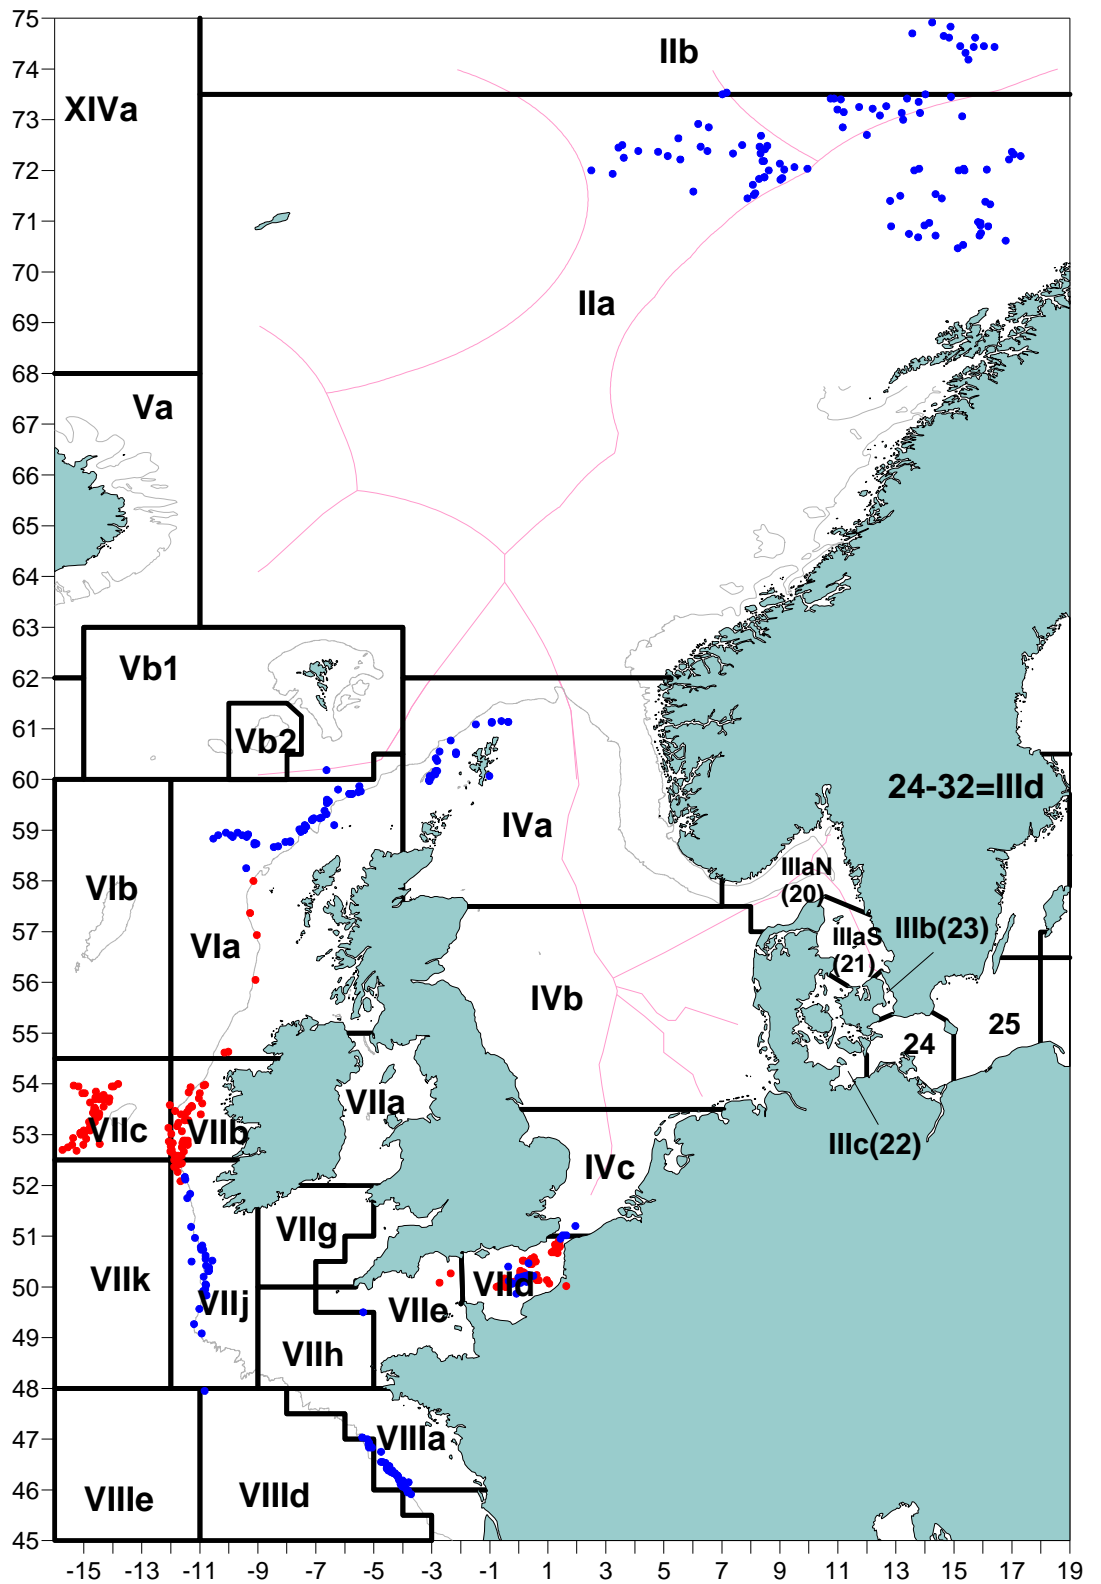 75
IIb
74
XIVa
73
72
71
70
IIa
69
68
Va
67
66
65
64
63
Vb1
62
61
Vb2
60
24-32=IIId
IVa
59
IIIaN
(20)
58
VIb
IIIb(23)
57
VIa
IIIaS
(21)
IVb
56
25
55
24
54
VIIa
VIIc
VIIb
53
IIIc(22)
IVc
52
VIIg
51
VIIk
VIId
50
VIIj
VIIe
49
VIIh
48
VIIIa
47
VIIIe
VIIId
46
45
-15 -13 -11 -9 -7 -5 -3 -1 1 3 5 7 9 11 13 15 17 19